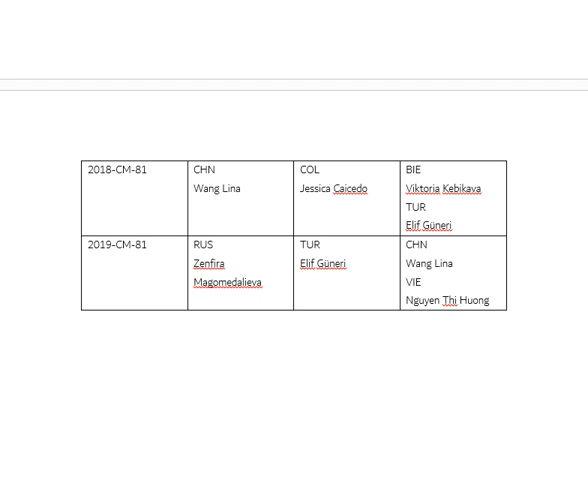 2018-CM-81
CHN
Wang Lina
COL
Jessica Caicedo
BIE
Viktoria Kebikava
TUR
Elif Güneri
2019-CM-81
RUS
Zenfira
Magomedalieva
TUR
Elif Güneri
CHN
Wang Lina
VIE
Nguyen Thi Huong